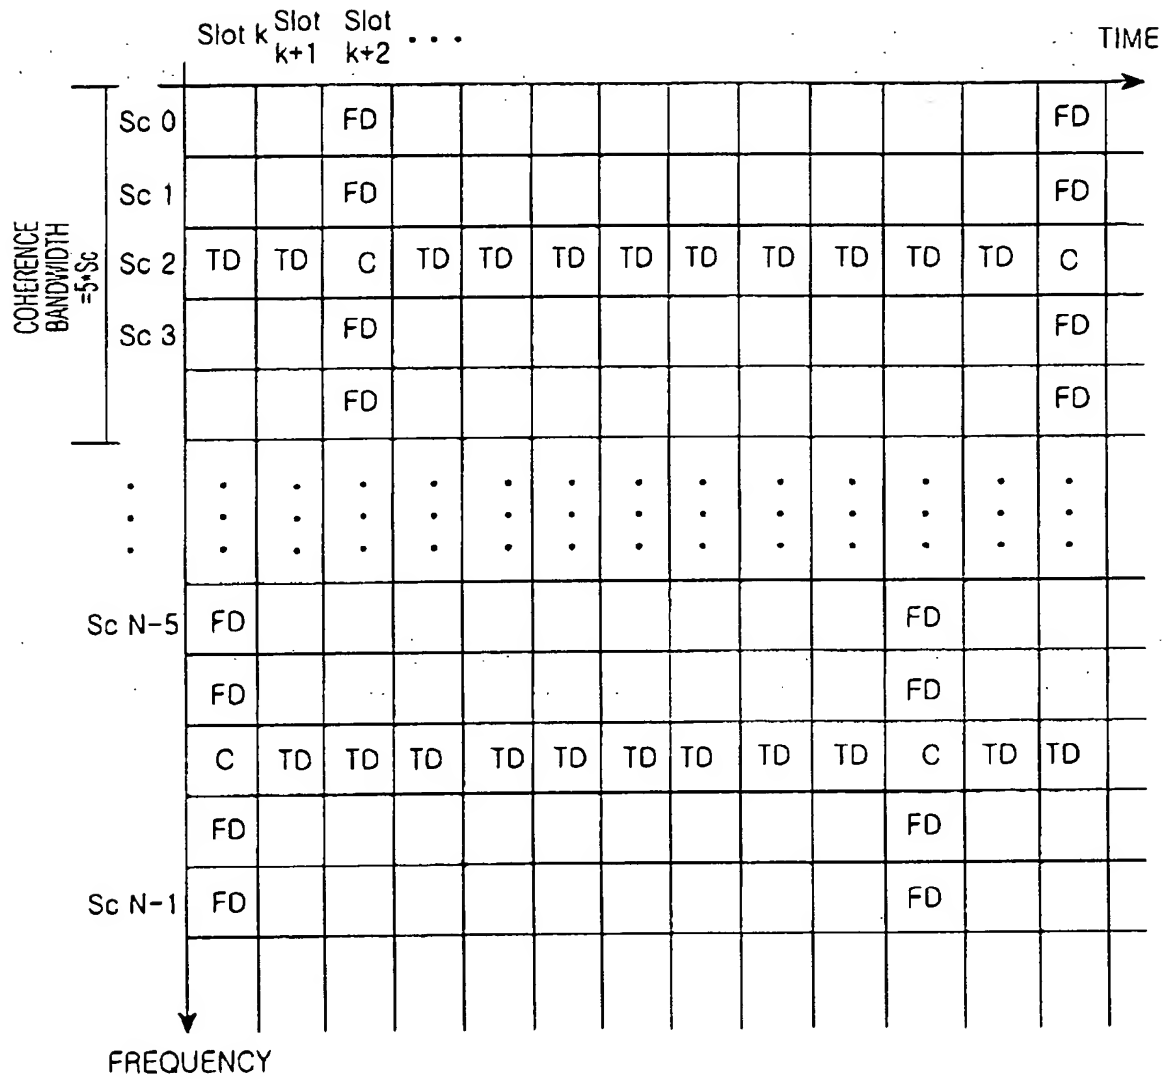 Slot k Slot k+1 Slot k+2 . . . TIME
COHERENCE BANDWIDTH =5*Sc
Sc 0 FD FD
Sc 1 FD FD
Sc 2 TD TD C TD TD TD TD TD TD TD TD TD C
Sc 3 FD FD
FD FD
Sc N-5 FD FD
FD FD
C TD TD TD TD TD TD TD TD TD C TD TD
FD FD
Sc N-1 FD FD
FREQUENCY